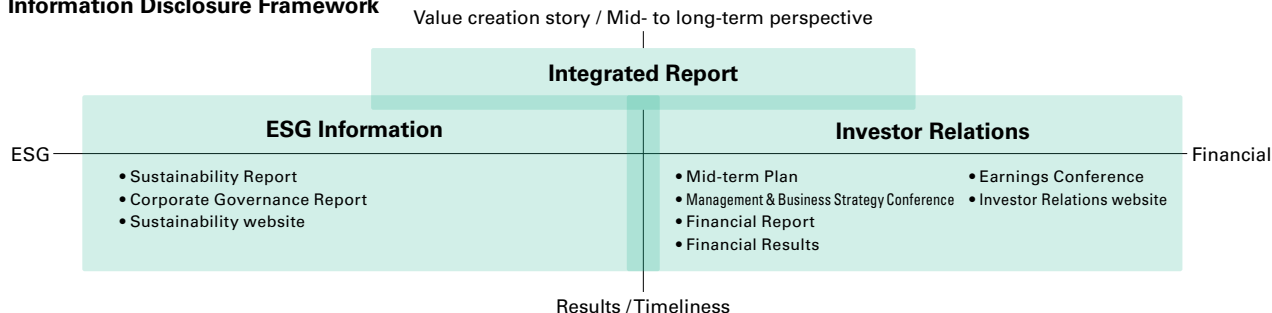 Information Disclosure Framework
Value creation story / Mid- to long-term perspective
Integrated Report
ESG Information
Investor Relations
ESG
Financial
• Sustainability Report
• Corporate Governance Report
• Sustainability website
• Mid-term Plan
• Management & Business Strategy Conference
• Financial Report
• Financial Results
• Earnings Conference
• Investor Relations website
Results / Timeliness